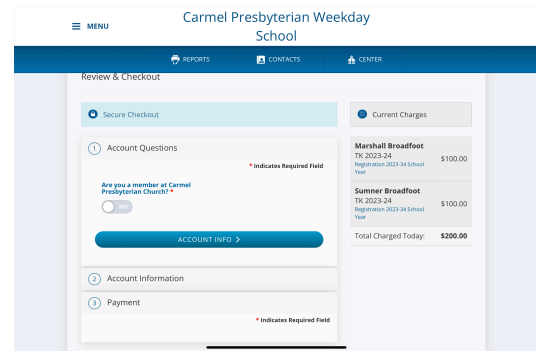 MENU
Carmel Presbyterian Weekday
School
REPORTS
CONTACTS
CENTER
Review & Checkout
Secure Checkout
1 Account Questions
* Indicates Required Field
Are you a member at Carmel
Presbyterian Church? *
NO
ACCOUNT INFO
2 Account Information
3 Payment
* Indicates Required Field
Current Charges
Marshall Broadfoot
TK 2023-24
Registration 2023-34 School
Year
$100.00
Sumner Broadfoot
TK 2023-24
Registration 2023-34 School
Year
$100.00
Total Charged Today: $200.00